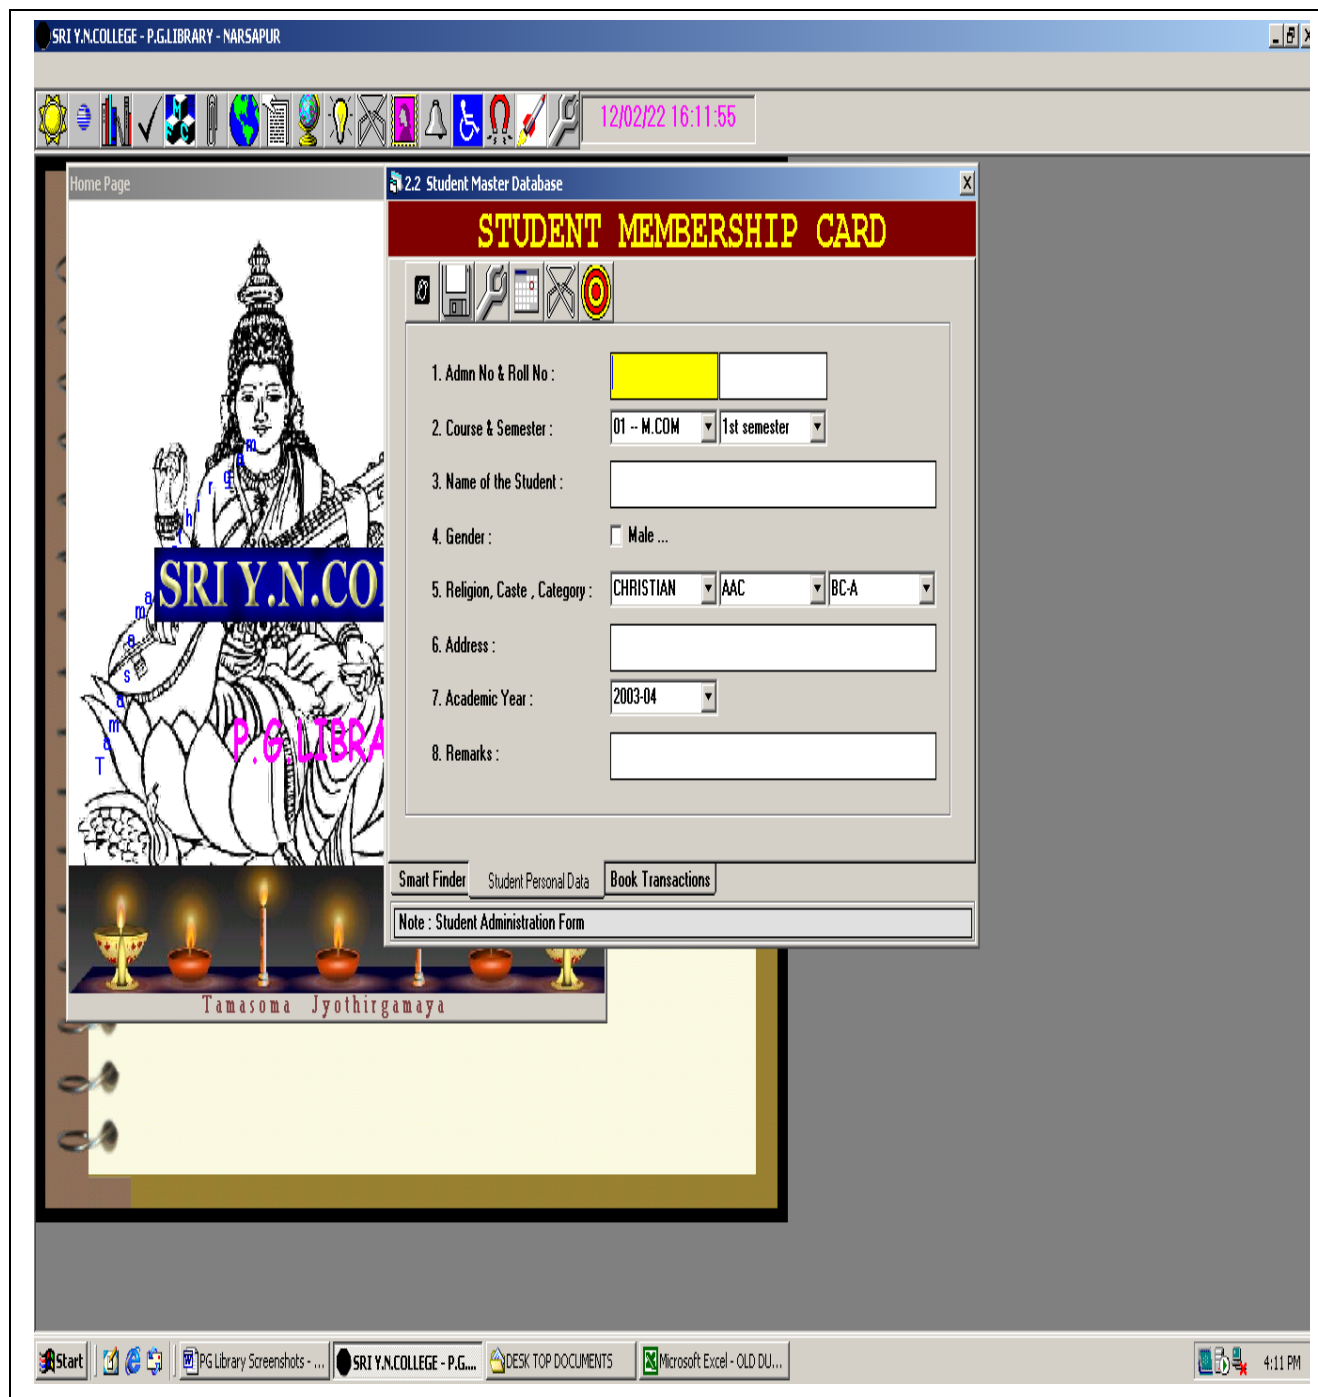 SRI Y.N.COLLEGE - P.G.LIBRARY - NARSAPUR
12/02/22 16:11:55
Home Page
2.2 Student Master Database
STUDENT MEMBERSHIP CARD
1. Admn No & Roll No :
2. Course & Semester :
01 -- M.COM
1st semester
3. Name of the Student :
4. Gender :
Male ...
5. Religion, Caste , Category :
CHRISTIAN
AAC
BC-A
6. Address :
7. Academic Year :
2003-04
8. Remarks :
SRI Y.N.CO
P.G.LIBRA
Smart Finder
Student Personal Data
Book Transactions
Note : Student Administration Form
Tamasoma Jyothirgamaya
Start
PG Library Screenshots - ...
SRI Y.N.COLLEGE - P.G....
DESK TOP DOCUMENTS
Microsoft Excel - OLD DU...
4:11 PM